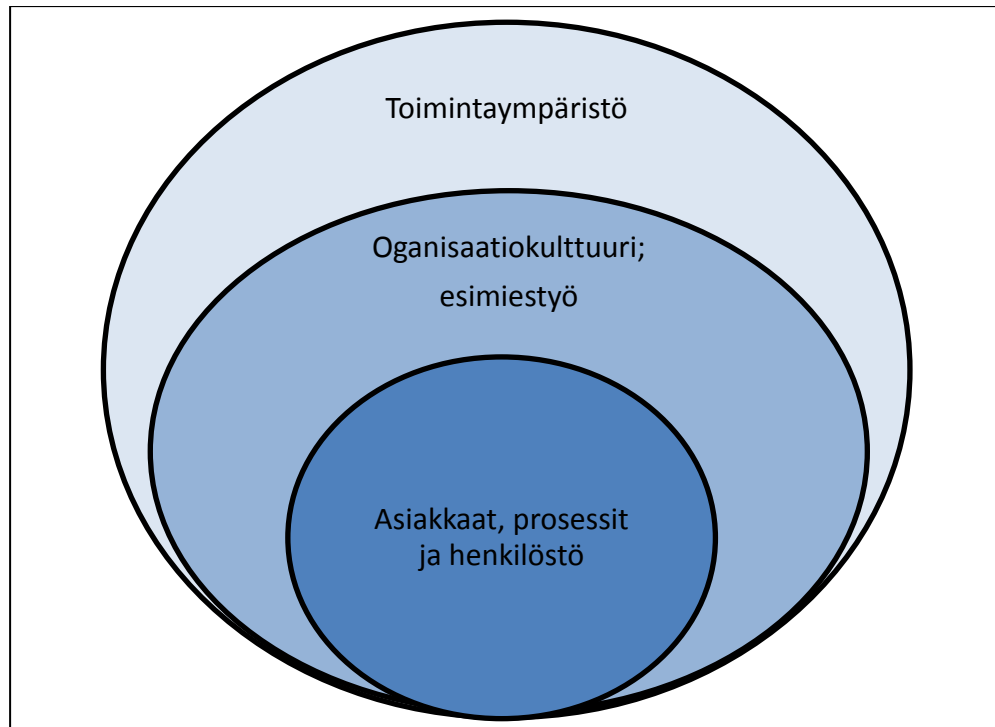 Toimintaympäristö
Oganisaatiokulttuuri;
esimiestyö
Asiakkaat, prosessit
ja henkilöstö